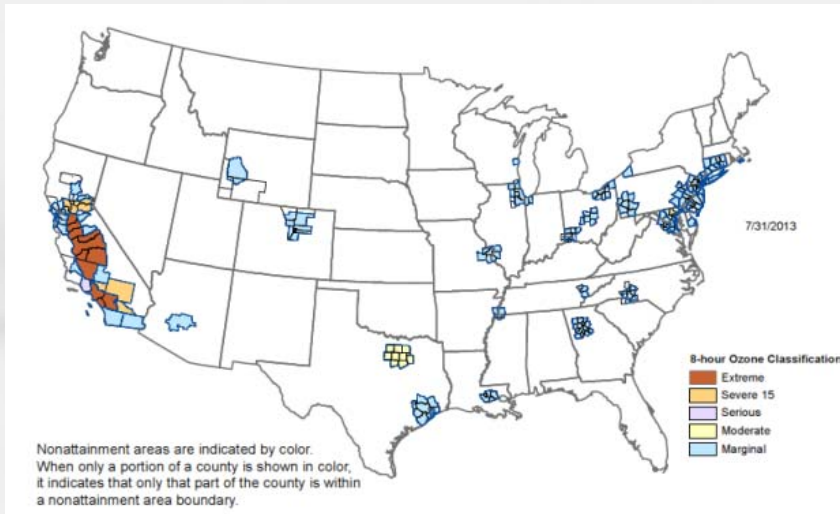 7/31/2013
8-hour Ozone Classification
Extreme
Severe 15
Serious
Moderate
Marginal
Nonattainment areas are indicated by color.
When only a portion of a county is shown in color,
it indicates that only that part of the county is within
a nonattainment area boundary.